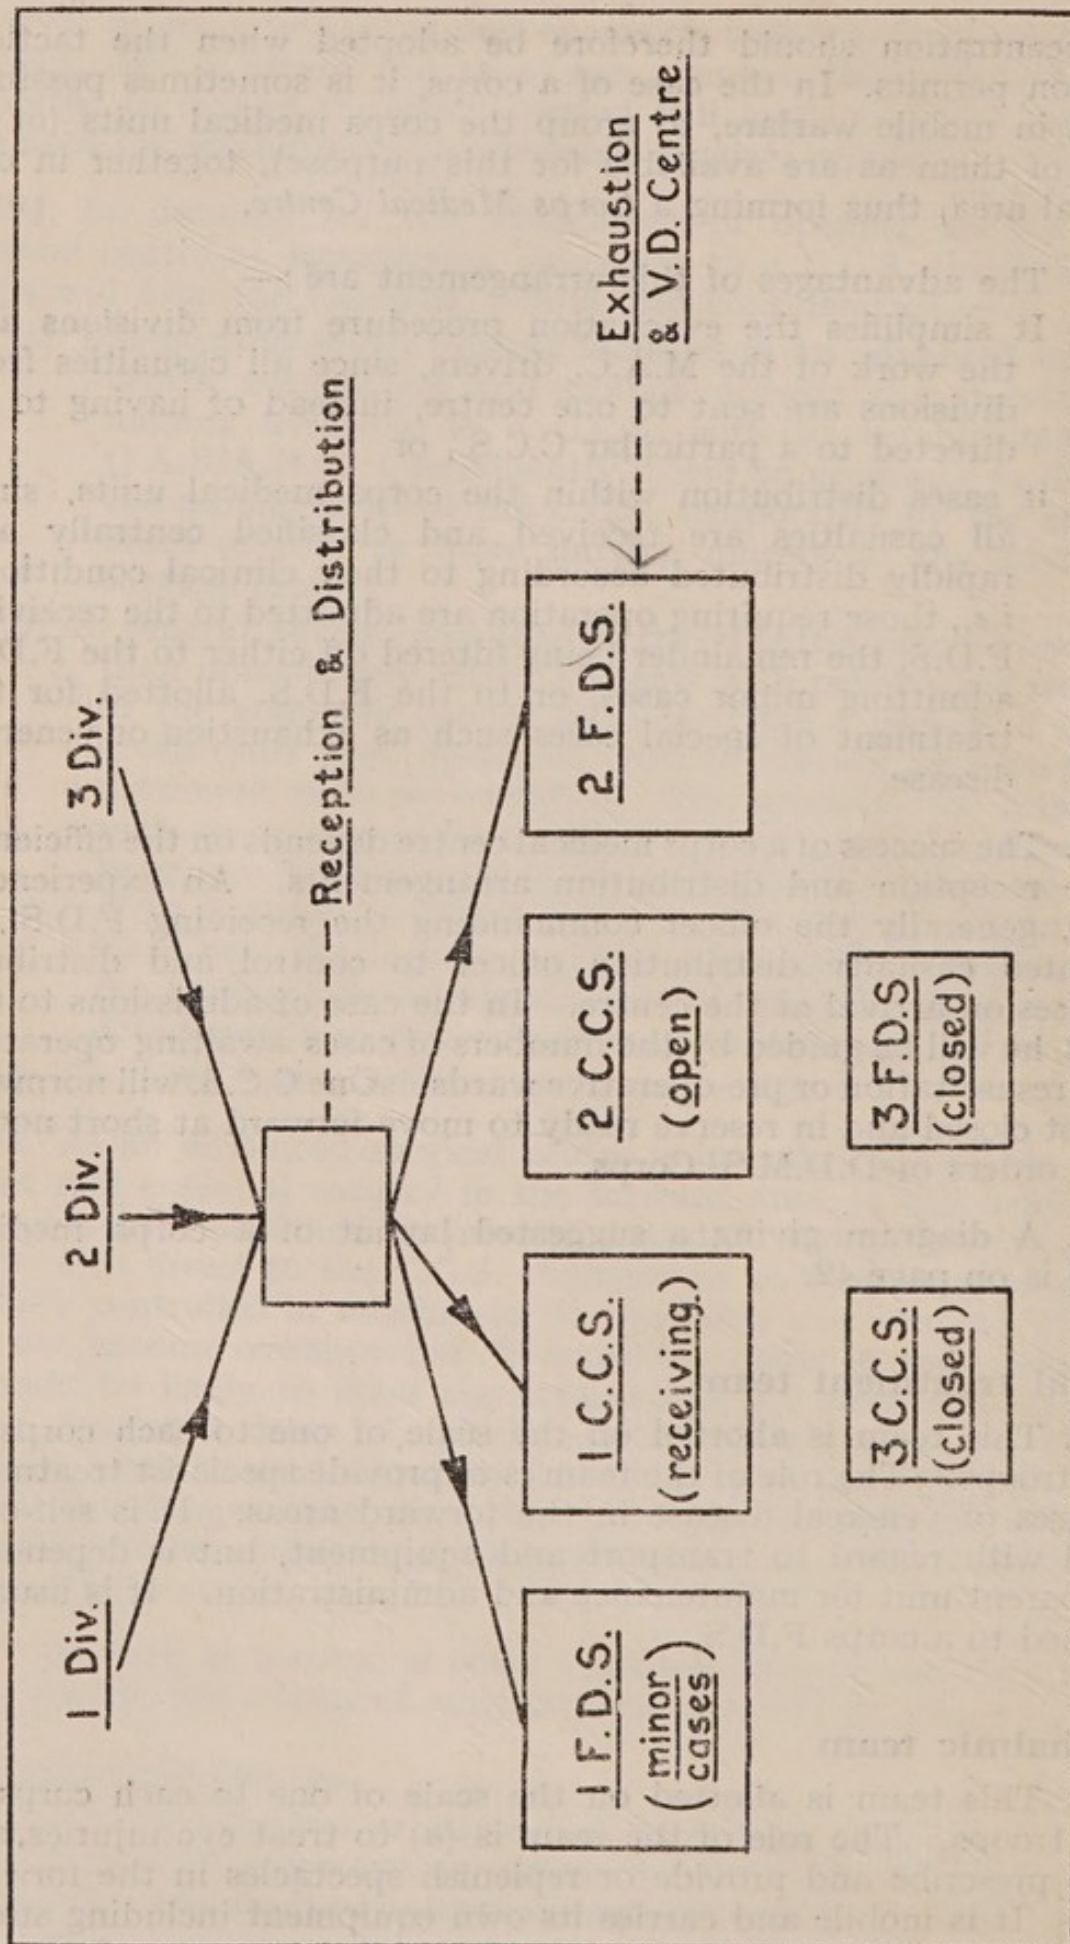 1 Div.
2 Div.
3 Div.
Reception & Distribution
1 F.D.S.
(minor
cases)
1 C.C.S.
(receiving)
2 C.C.S.
(open)
2 F.D.S.
Exhaustion
& V.D. Centre
3 C.C.S.
(closed)
3 F.D.S
(closed)